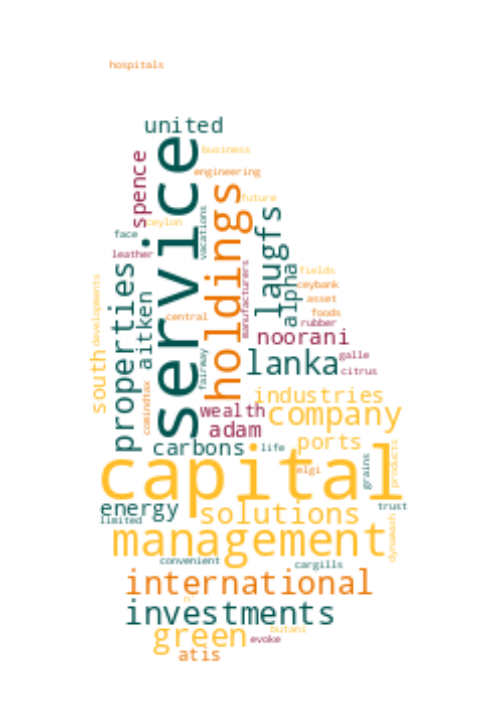 hospitals
united
business
spence
service
engineering
holdings
future
vacations
laugfs
ceylon
face
leather
manufacturers
properties
alpha
fields
developments
aitken
central
ceybank
asset
foods
rubber
noorani
lanka
galle
citrus
south
fairway
comindtax
industries
wealth
company
adam
ports
carbons
life
capital
elgi
grains
products
energy
limited
solutions
trust
management
dynawash
convenient
cargills
international
n
investments
green
butani
evoke
atis